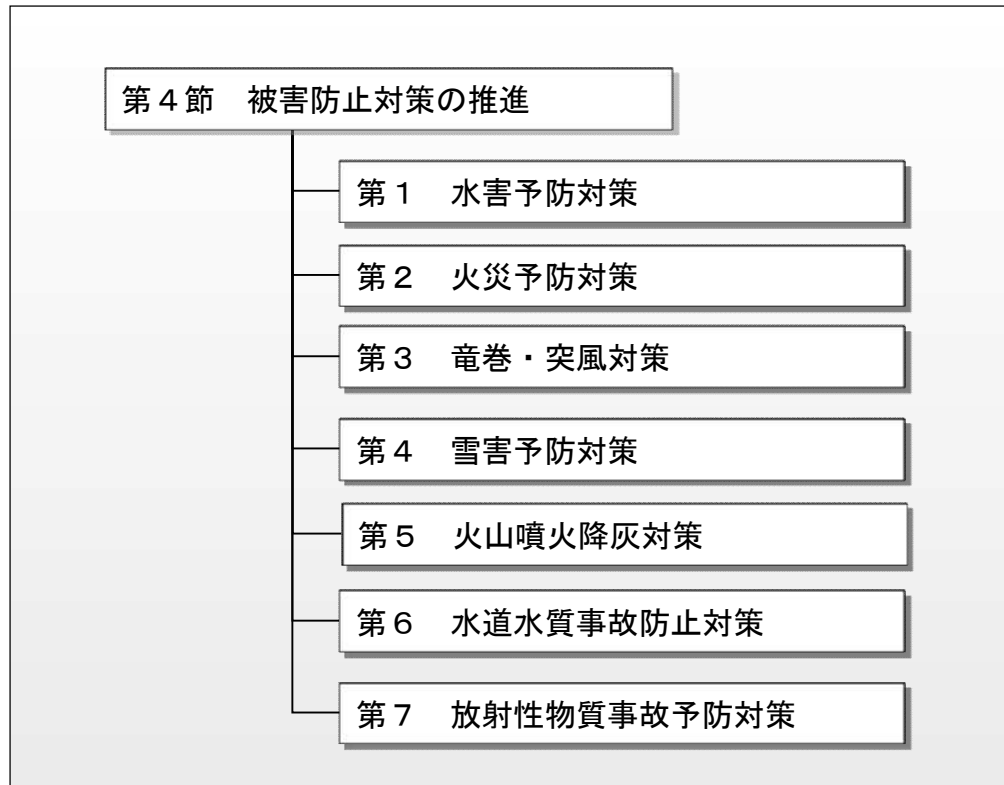 第４節　被害防止対策の推進
第１　水害予防対策
第２　火災予防対策
第３　竜巻・突風対策
第４　雪害予防対策
第５　火山噴火降灰対策
第６　水道水質事故防止対策
第７　放射性物質事故予防対策